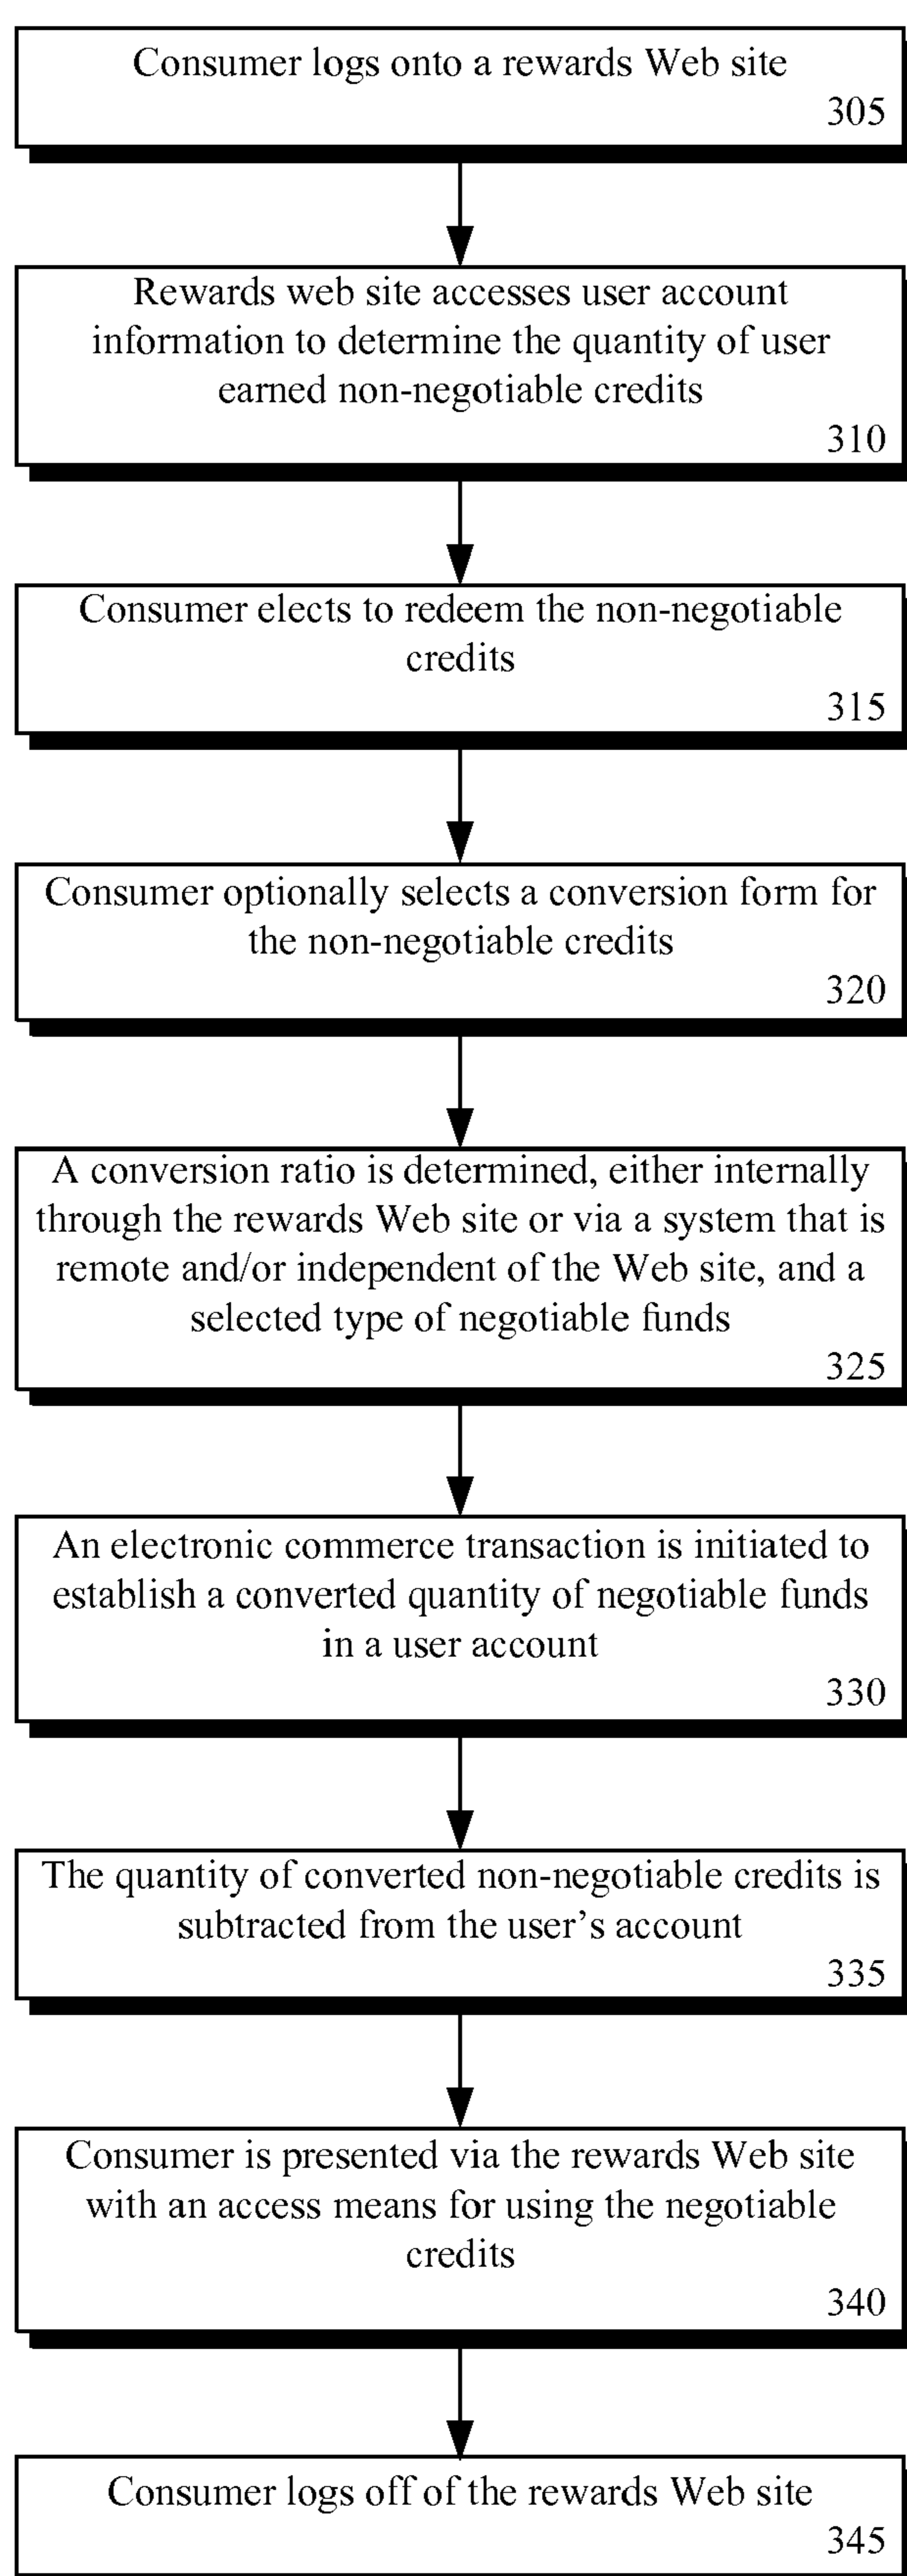 Consumer logs onto a rewards Web site
305
Rewards web site accesses user account
information to determine the quantity of user
earned non-negotiable credits
310
Consumer elects to redeem the non-negotiable
credits
315
Consumer optionally selects a conversion form for
the non-negotiable credits
320
A conversion ratio is determined, either internally
through the rewards Web site or via a system that is
remote and/or independent of the Web site, and a
selected type of negotiable funds
325
An electronic commerce transaction is initiated to
establish a converted quantity of negotiable funds
in a user account
330
The quantity of converted non-negotiable credits is
subtracted from the user’s account
335
Consumer is presented via the rewards Web site
with an access means for using the negotiable
credits
340
Consumer logs off of the rewards Web site
345